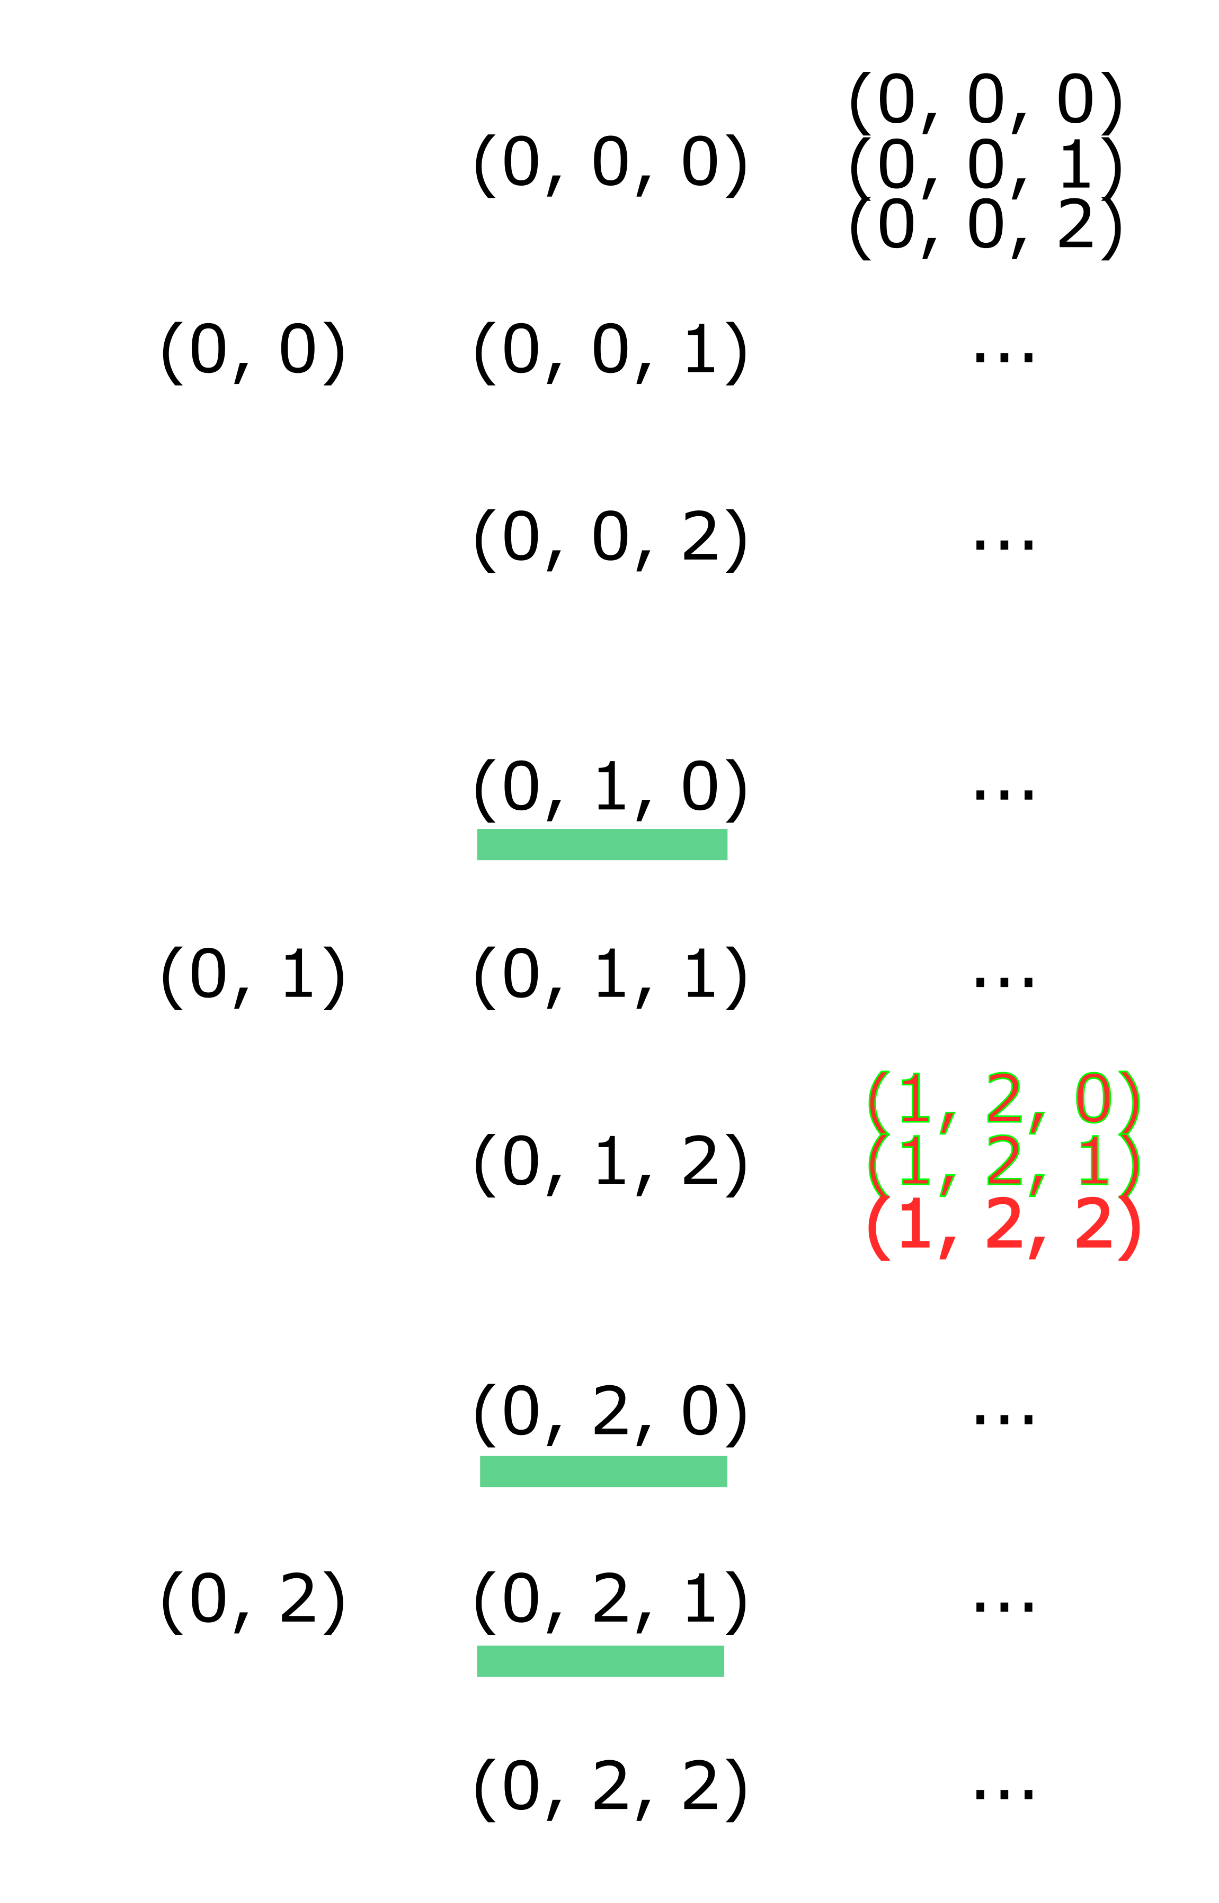 (0, 0, 0)
(0, 0, 0)
(0, 0, 1)
(0, 0, 2)
(0, 0) (0, 0, 1) ...
(0, 0, 2) ...
(0, 1, 0) ...
(0, 1) (0, 1, 1) ...
(1, 2, 0)
(0, 1, 2) (1, 2, 1)
(1, 2, 2)
(0, 2, 0) ...
(0, 2) (0, 2, 1) ...
(0, 2, 2) ...